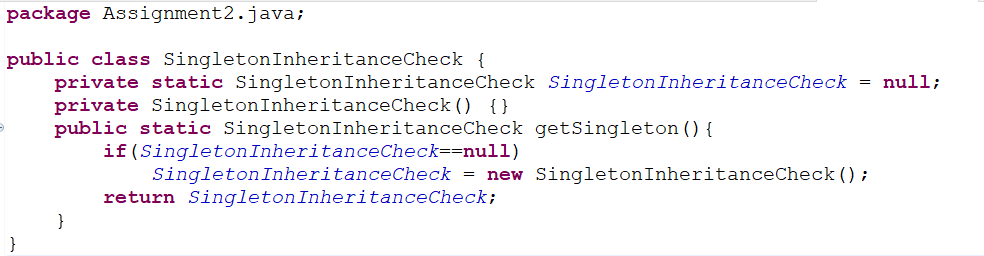 package Assignment2.java;
public class SingletonInheritanceCheck {
private static SingletonInheritanceCheck SingletonInheritanceCheck = null;
private SingletonInheritanceCheck() {}
public static SingletonInheritanceCheck getSingleton(){
if(SingletonInheritanceCheck==null)
SingletonInheritanceCheck = new SingletonInheritanceCheck();
return SingletonInheritanceCheck;
}
}